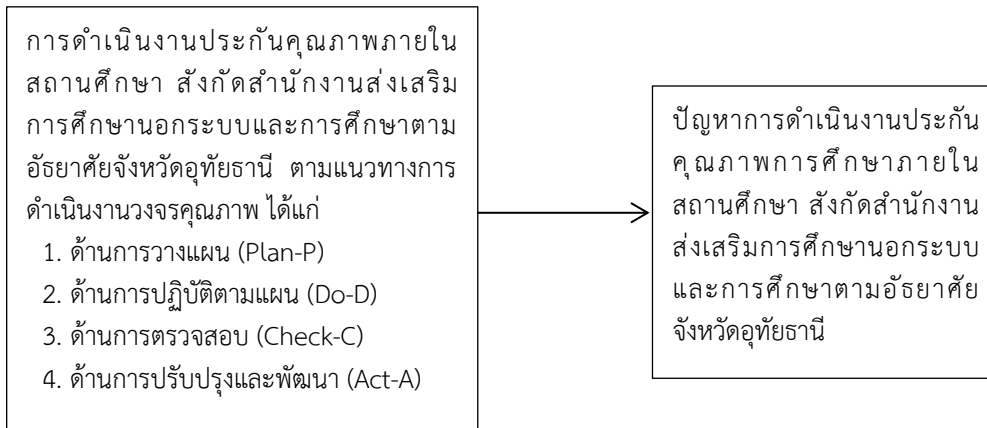 การดำเนินงานประกันคุณภาพภายใน
สถานศึกษา สังกัดสำนักงานส่งเสริม
การศึกษานอกระบบและการศึกษาตาม
อัธยาศัยจังหวัดอุทัยธานี ตามแนวทางการ
ดำเนินงานวงจรคุณภาพ ได้แก่
1. ด้านการวางแผน (Plan-P)
2. ด้านการปฏิบัติตามแผน (Do-D)
3. ด้านการตรวจสอบ (Check-C)
4. ด้านการปรับปรุงและพัฒนา (Act-A)
ปัญหาการดำเนินงานประกัน
คุณภาพการศึกษาภายใน
สถานศึกษา สังกัดสำนักงาน
ส่งเสริมการศึกษานอกระบบ
และการศึกษาตามอัธยาศัย
จังหวัดอุทัยธานี